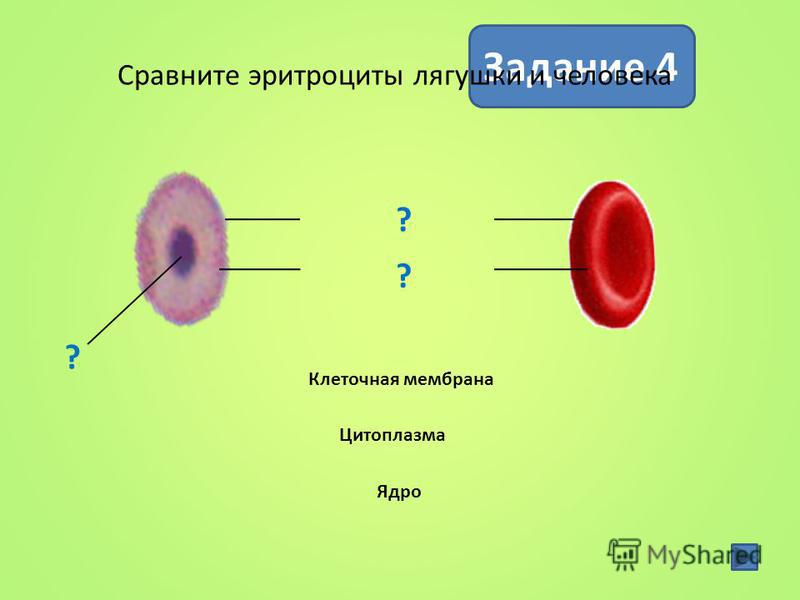 Задание 4
Сравните эритроциты лягушки и человека
?
?
?
Клеточная мембрана
Цитоплазма
Ядро
MyShared